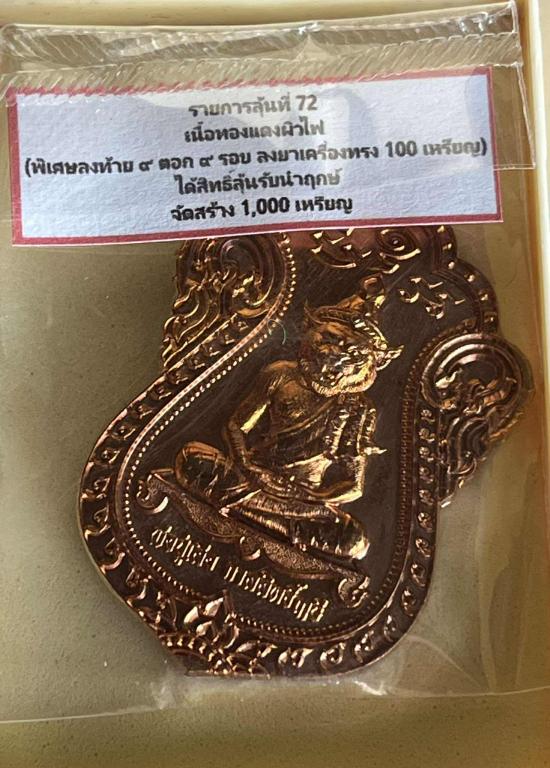 รายการลุ้นที่ 72
เนื้อทองแดงผิวไฟ
(พิเศษลงท้าย ๙ ตอก ๙ รอบ ลงยาเครื่องทรง 100 เหรียญ)
ได้สิทธิ์ลุ้นรับนำฤกษ์
จัดสร้าง 1,000 เหรียญ